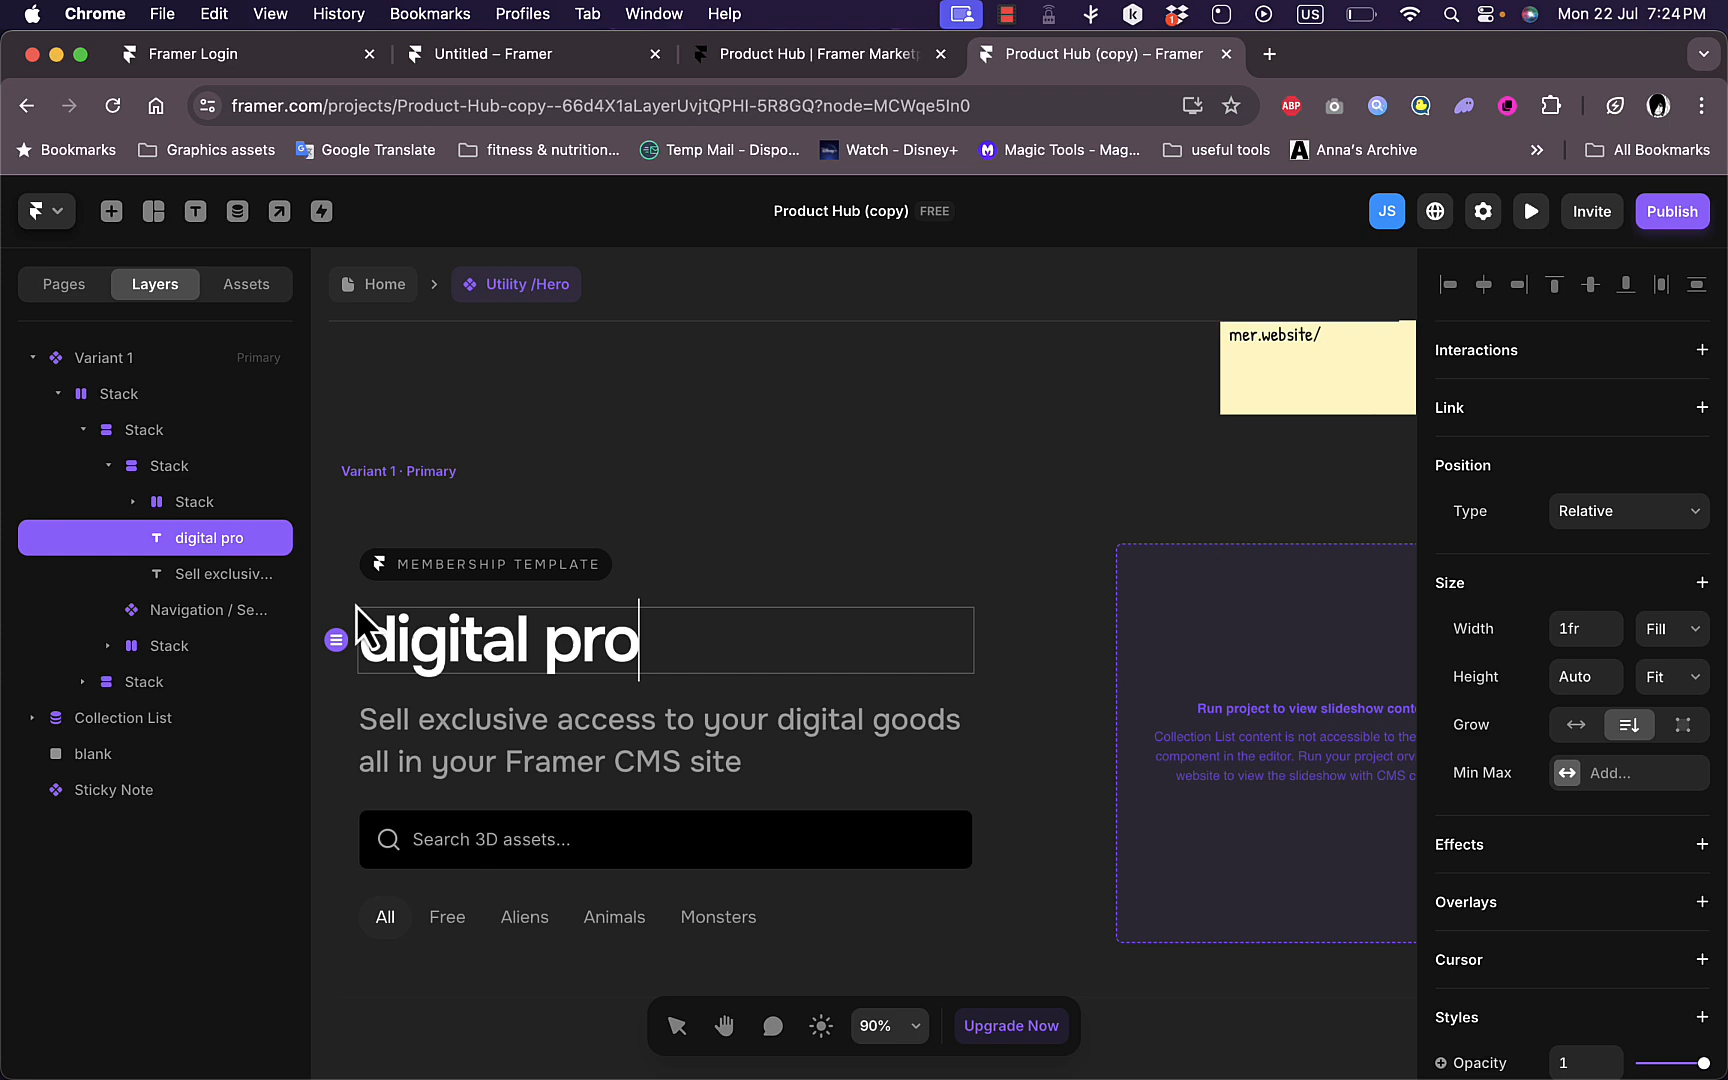 Chrome File Edit View History Bookmarks Profiles Tab Window Help US Mon 22 Jul 7:24 PM
Framer Login Untitled – Framer Product Hub | Framer Market Product Hub (copy) – Framer
framer.com/projects/Product-Hub-copy--66d4X1aLayerUvjtQPHI-5R8GQ?node=MCWqe5In0 ABP
Bookmarks Graphics assets Google Translate fitness & nutrition... Temp Mail - Dispo... Watch - Disney+ Magic Tools - Mag... useful tools Anna's Archive All Bookmarks
Product Hub (copy) FREE JS Invite Publish
Pages Layers Assets
Home Utility /Hero
Variant 1 Primary
Stack
Stack
Stack
Stack
digital pro
Sell exclusiv...
Navigation / Se...
Stack
Stack
Collection List
blank
Sticky Note
mer.website/
Variant 1 · Primary
MEMBERSHIP TEMPLATE
digital pro
Sell exclusive access to your digital goods
all in your Framer CMS site
Search 3D assets...
All Free Aliens Animals Monsters
Run project to view slideshow conte
Collection List content is not accessible to the
component in the editor. Run your project or
website to view the slideshow with CMS c
90% Upgrade Now
Interactions
Link
Position
Type Relative
Size
Width 1fr Fill
Height Auto Fit
Grow
Min Max Add...
Effects
Overlays
Cursor
Styles
Opacity 1